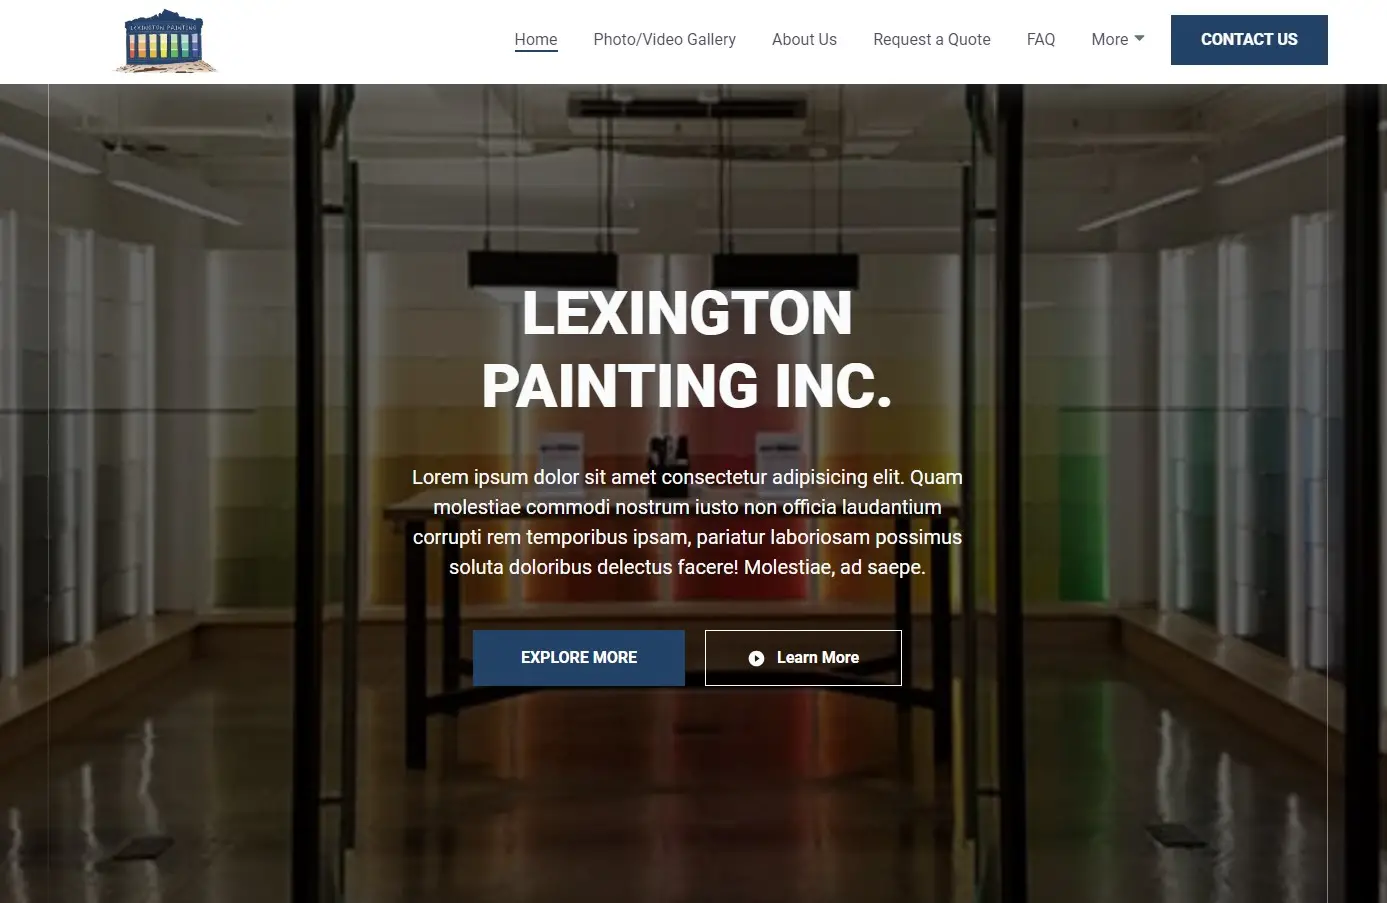 LEXINGTON PAINTING
Home
Photo/Video Gallery
About Us
Request a Quote
FAQ
More
CONTACT US
LEXINGTON
PAINTING INC.
Lorem ipsum dolor sit amet consectetur adipisicing elit. Quam
molestiae commodi nostrum iusto non officia laudantium
corrupti rem temporibus ipsam, pariatur laboriosam possimus
soluta doloribus delectus facere! Molestiae, ad saepe.
EXPLORE MORE
Learn More